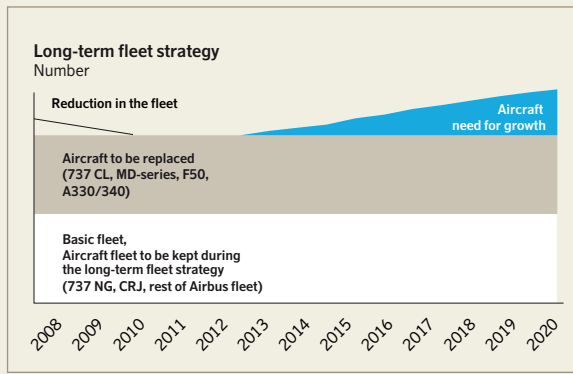 Long-term fleet strategy
Number
Reduction in the fleet
Aircraft
need for growth
Aircraft to be replaced
(737 CL, MD-series, F50,
A330/340)
Basic fleet,
Aircraft fleet to be kept during
the long-term fleet strategy
(737 NG, CRJ, rest of Airbus fleet)
2008 2009 2010 2011 2012 2013 2014 2015 2016 2017 2018 2019 2020